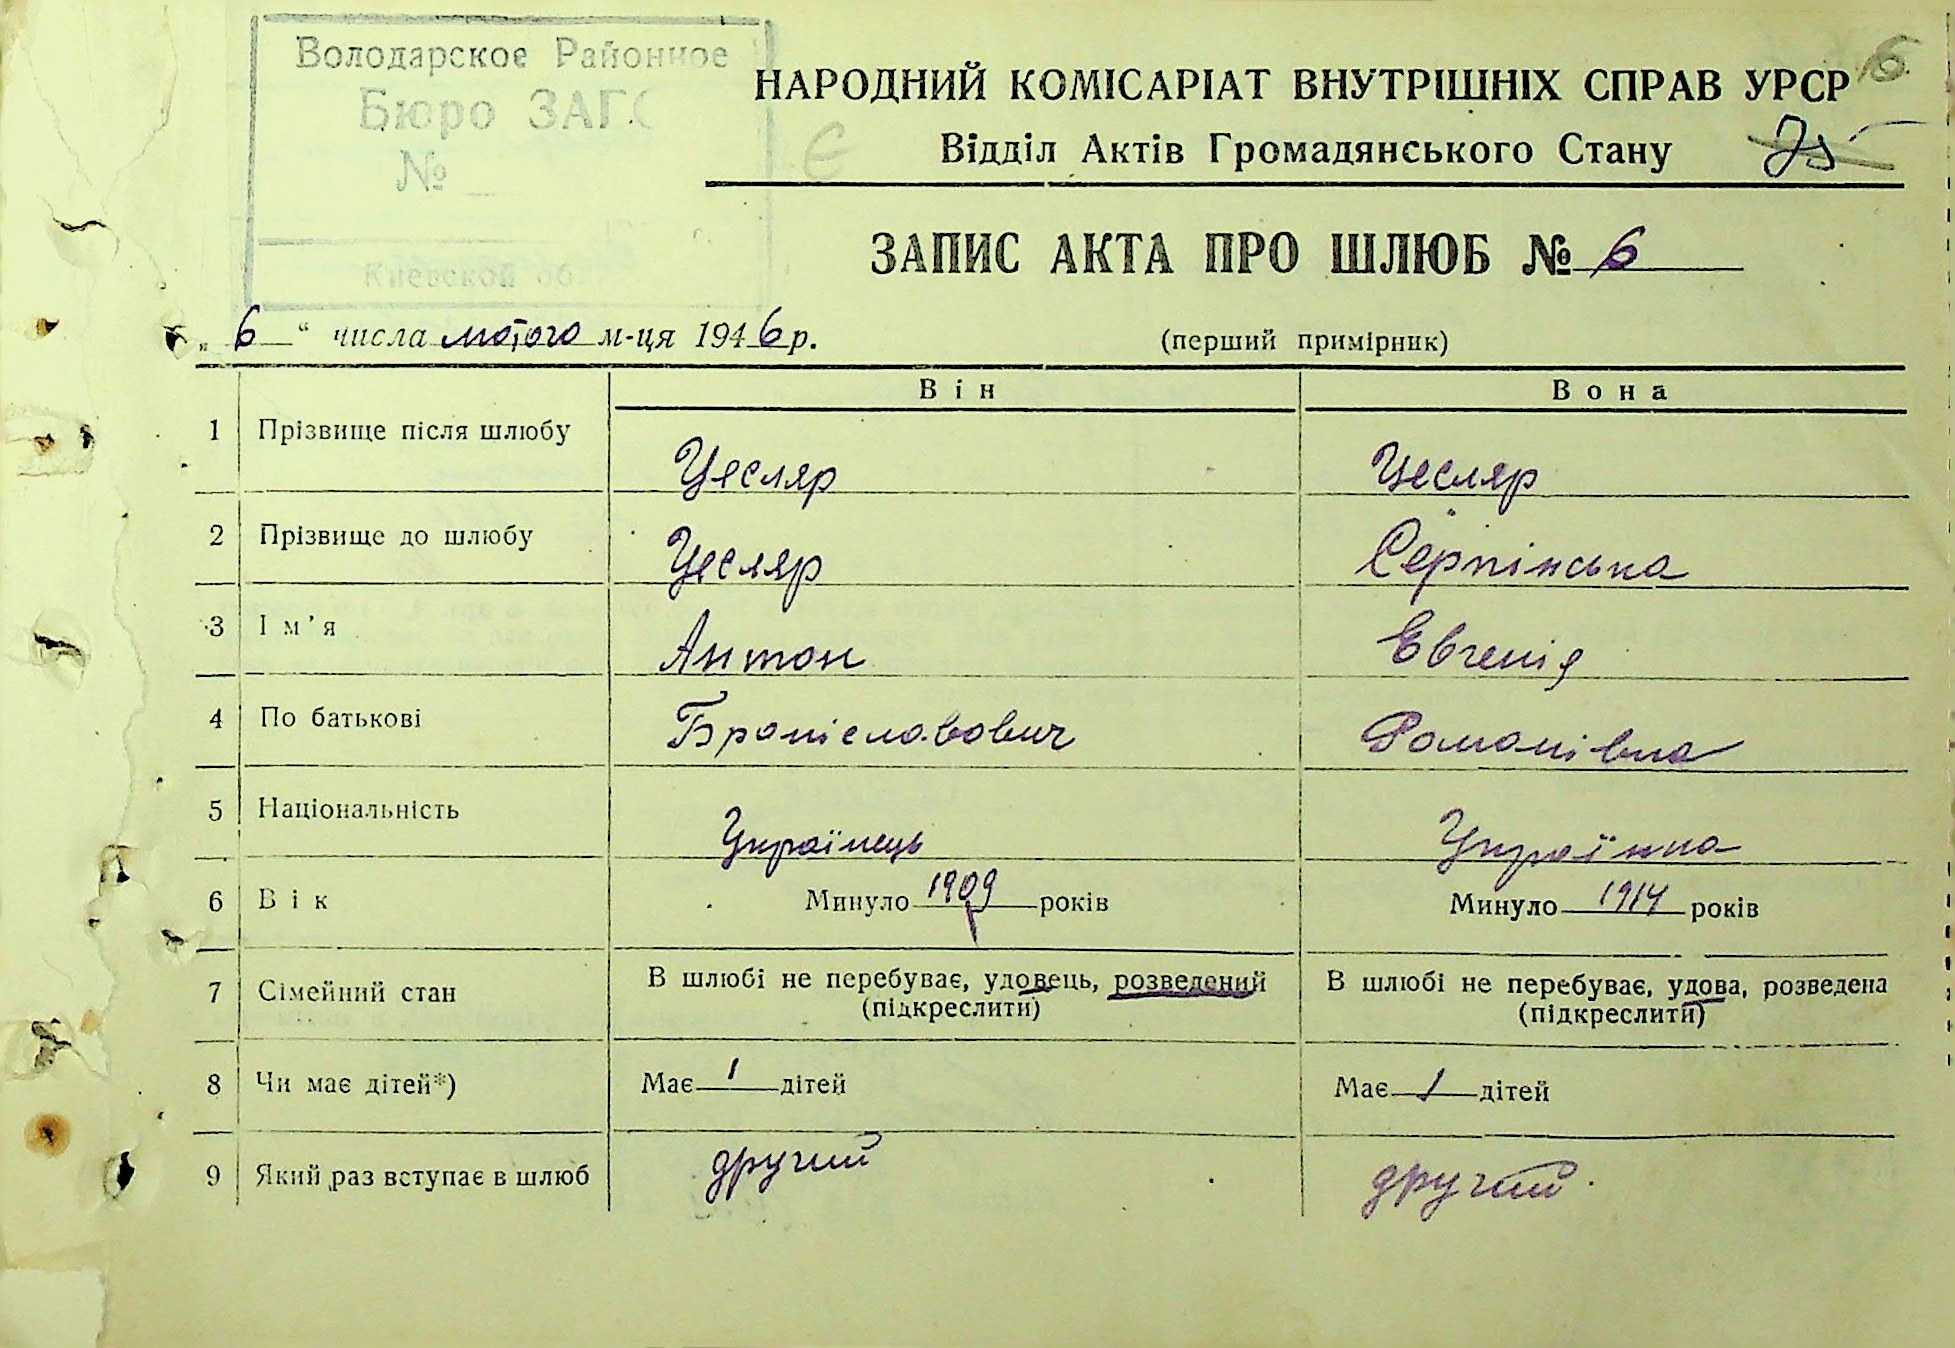 Володарское Районное
Бюро ЗАГС
№
Киевской об
6
НАРОДНИЙ КОМІСАРІАТ ВНУТРІШНІХ СПРАВ УРСР
Відділ Актів Громадянського Стану
Є
ЗАПИС АКТА ПРО ШЛЮБ № 6
„ 6 “ числа лютого м-ця 1946 р. (перший примірник)
Він Вона
1 Прізвище після шлюбу Цесляр Цесляр
2 Прізвище до шлюбу Цесляр Серпінська
3 Ім'я Антон Евгенія
4 По батькові Броніславович Романівна
5 Національність Українець Українка
6 Вік Минуло 1909 років Минуло 1914 років
7 Сімейний стан В шлюбі не перебуває, удовець, розведений В шлюбі не перебуває, удова, розведена
(підкреслити) (підкреслити)
8 Чи має дітей*) Має 1 дітей Має 1 дітей
9 Який раз вступає в шлюб другий другий